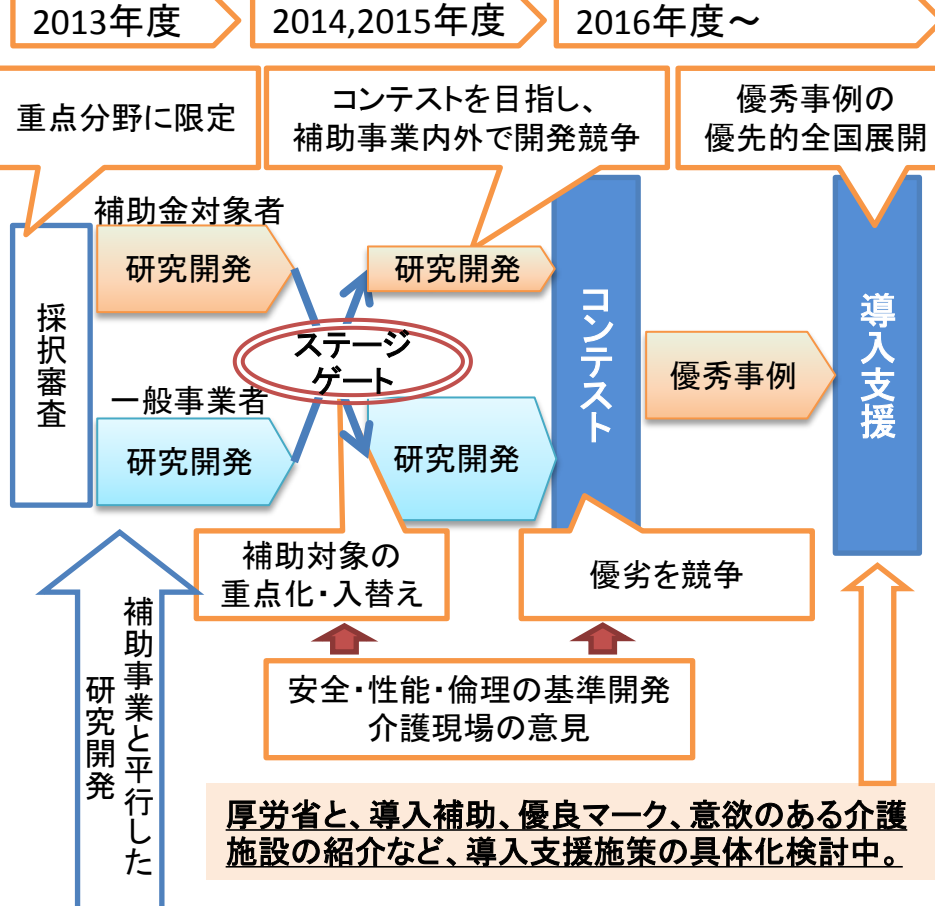 2013年度
2014,2015年度
2016年度～
重点分野に限定
コンテストを目指し、
補助事業内外で開発競争
優秀事例の
優先的全国展開
補助金対象者
研究開発
研究開発
採択審査
ステージ
ゲート
コンテスト
優秀事例
導入支援
一般事業者
研究開発
研究開発
補助対象の
重点化・入替え
優劣を競争
安全・性能・倫理の基準開発
介護現場の意見
補助事業と平行した
研究開発
厚労省と、導入補助、優良マーク、意欲のある介護
施設の紹介など、導入支援施策の具体化検討中。